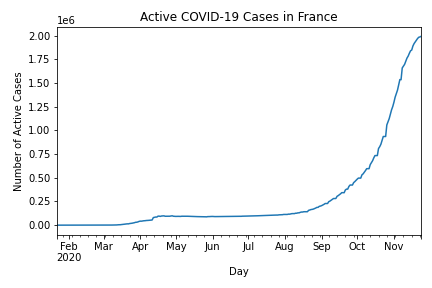 Active COVID-19 Cases in France
1e6
2.00
1.75
1.50
1.25
1.00
0.75
0.50
0.25
0.00
Number of Active Cases
Feb Mar Apr May Jun Jul Aug Sep Oct Nov
2020
Day